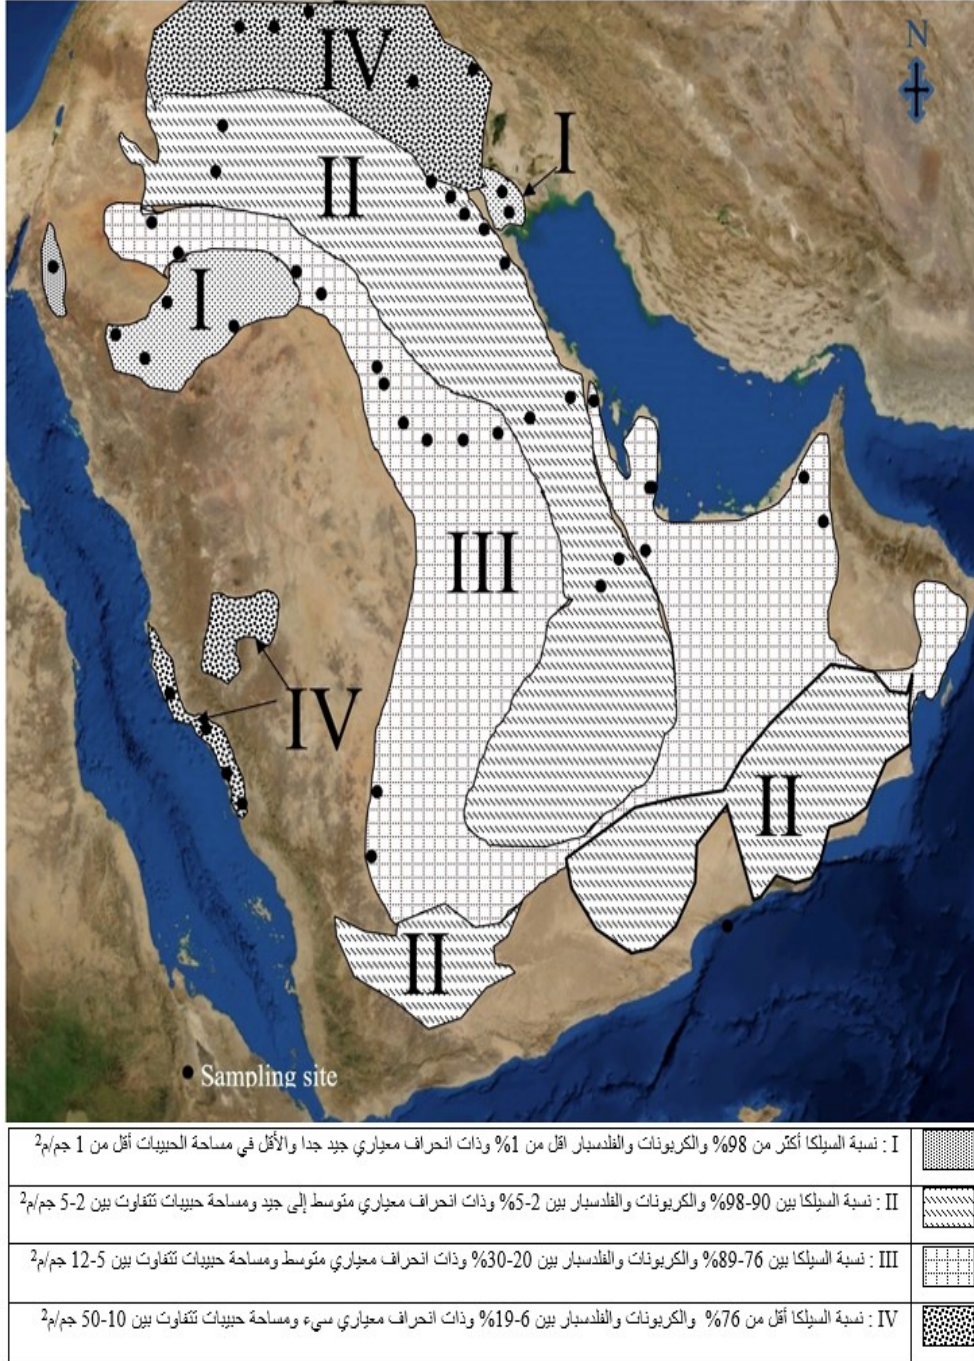 N
IV
I
II
I
III
IV
II
II
Sampling site
I : نسبة السيلكا أكثر من 98% والكربونات والفلدسبار اقل من 1% وذات انحراف معياري جيد جدا والأقل في مساحة الحبيبات أقل من 1 جم/م²
II : نسبة السيلكا بين 90-98% والكربونات والفلدسبار بين 2-5% وذات انحراف معياري متوسط إلى جيد ومساحة حبيبات تتفاوت بين 2-5 جم/م²
III : نسبة السيلكا بين 76-89% والكربونات والفلدسبار بين 20-30% وذات انحراف معياري متوسط ومساحة حبيبات تتفاوت بين 5-12 جم/م²
IV : نسبة السيلكا أقل من 76% والكربونات والفلدسبار بين 6-19% وذات انحراف معياري سيء ومساحة حبيبات تتفاوت بين 10-50 جم/م²